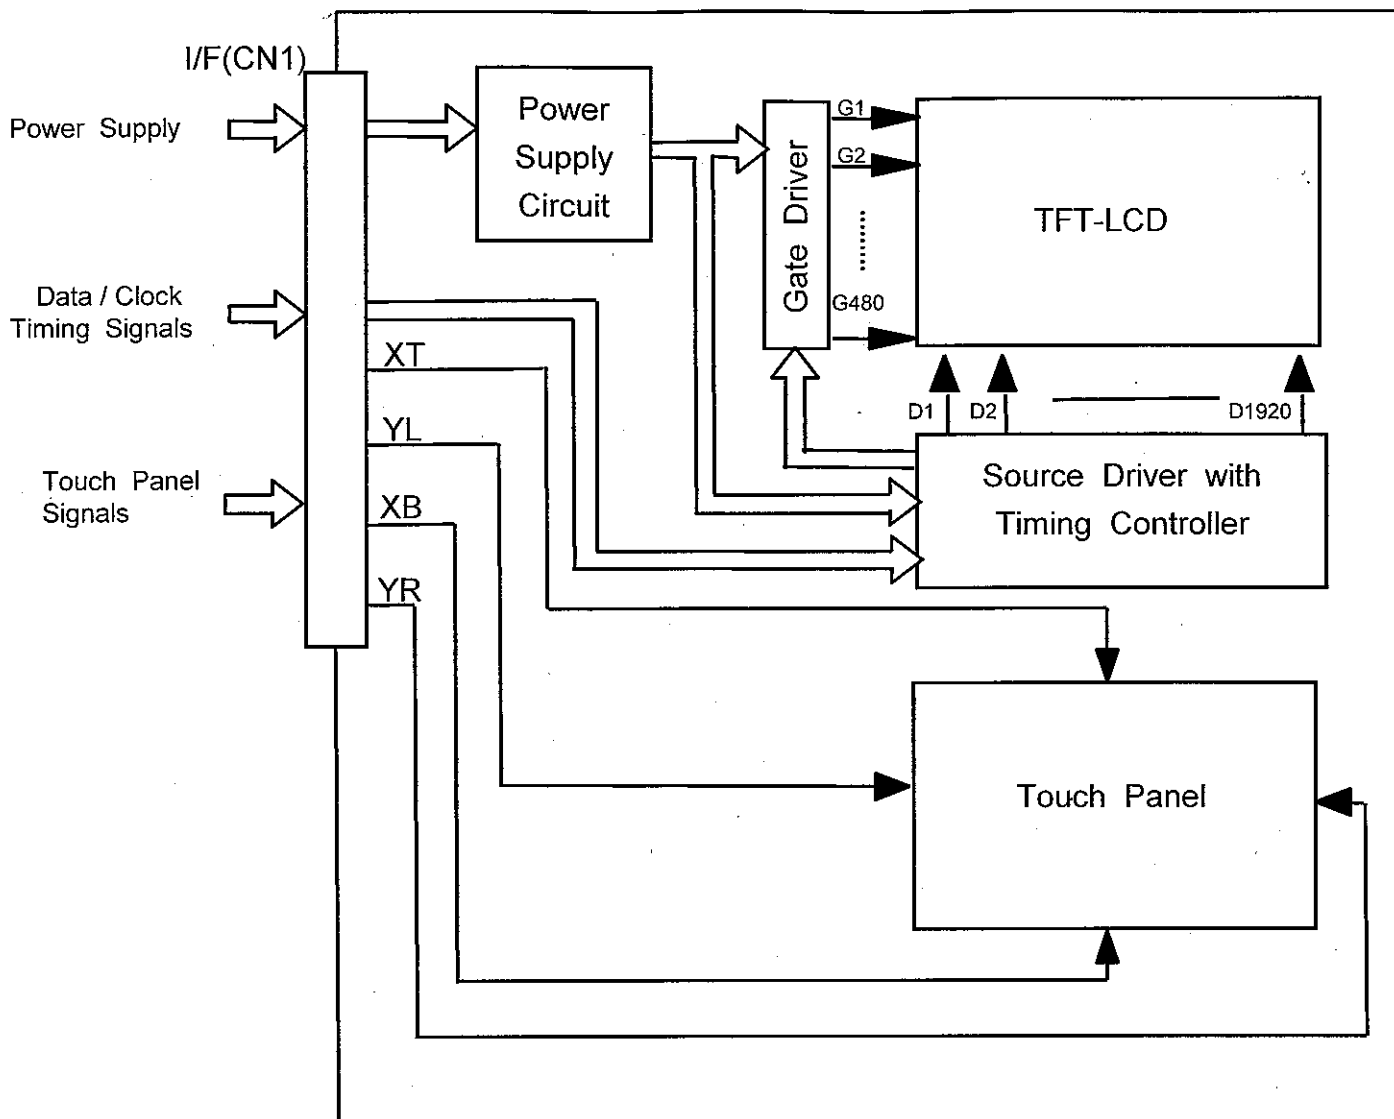 I/F(CN1)
Power Supply
Data / Clock
Timing Signals
Touch Panel
Signals
XT
YL
XB
YR
Power
Supply
Circuit
Gate Driver
G1
G2
G480
TFT-LCD
D1 D2 D1920
Source Driver with
Timing Controller
Touch Panel